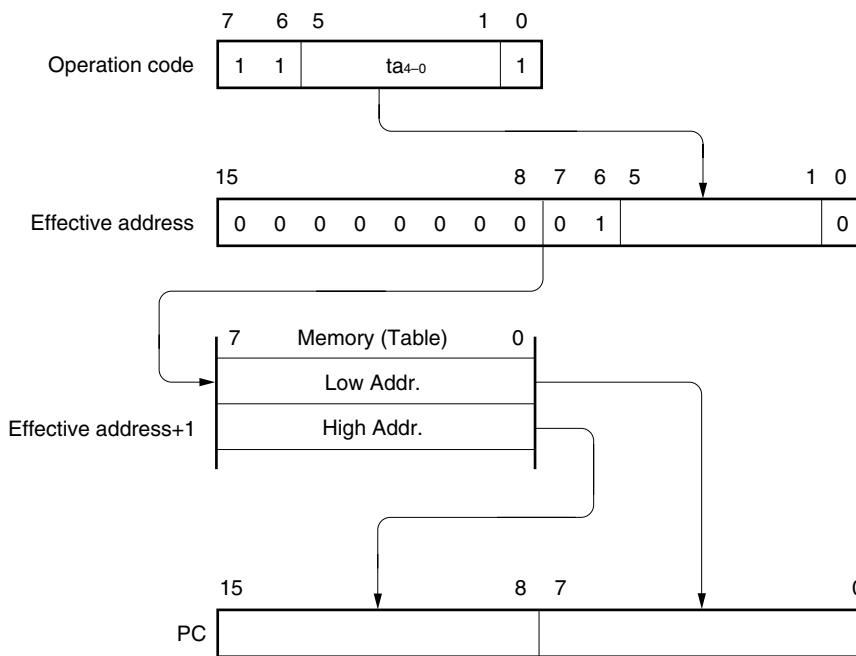 7 6 5 1 0
Operation code 1 1 ta4–0 1
15 8 7 6 5 1 0
Effective address 0 0 0 0 0 0 0 0 0 1 0
7 Memory (Table) 0
Low Addr.
Effective address+1 High Addr.
15 8 7 0
PC